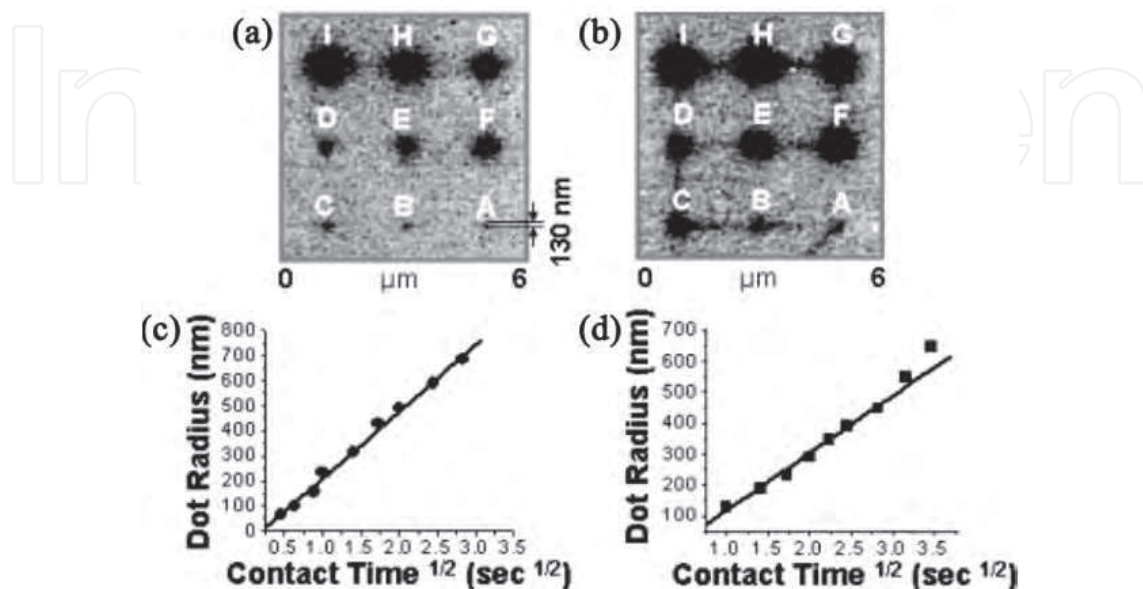 (a)
I H G
D E F
C B A
130 nm
0 µm 6
(b)
I H G
D E F
C B A
0 µm 6
(c)
Dot Radius (nm)
800
700
600
500
400
300
200
100
0
0.5 1.0 1.5 2.0 2.5 3.0 3.5
Contact Time 1/2 (sec 1/2)
(d)
Dot Radius (nm)
700
600
500
400
300
200
100
1.0 1.5 2.0 2.5 3.0 3.5
Contact Time 1/2 (sec 1/2)